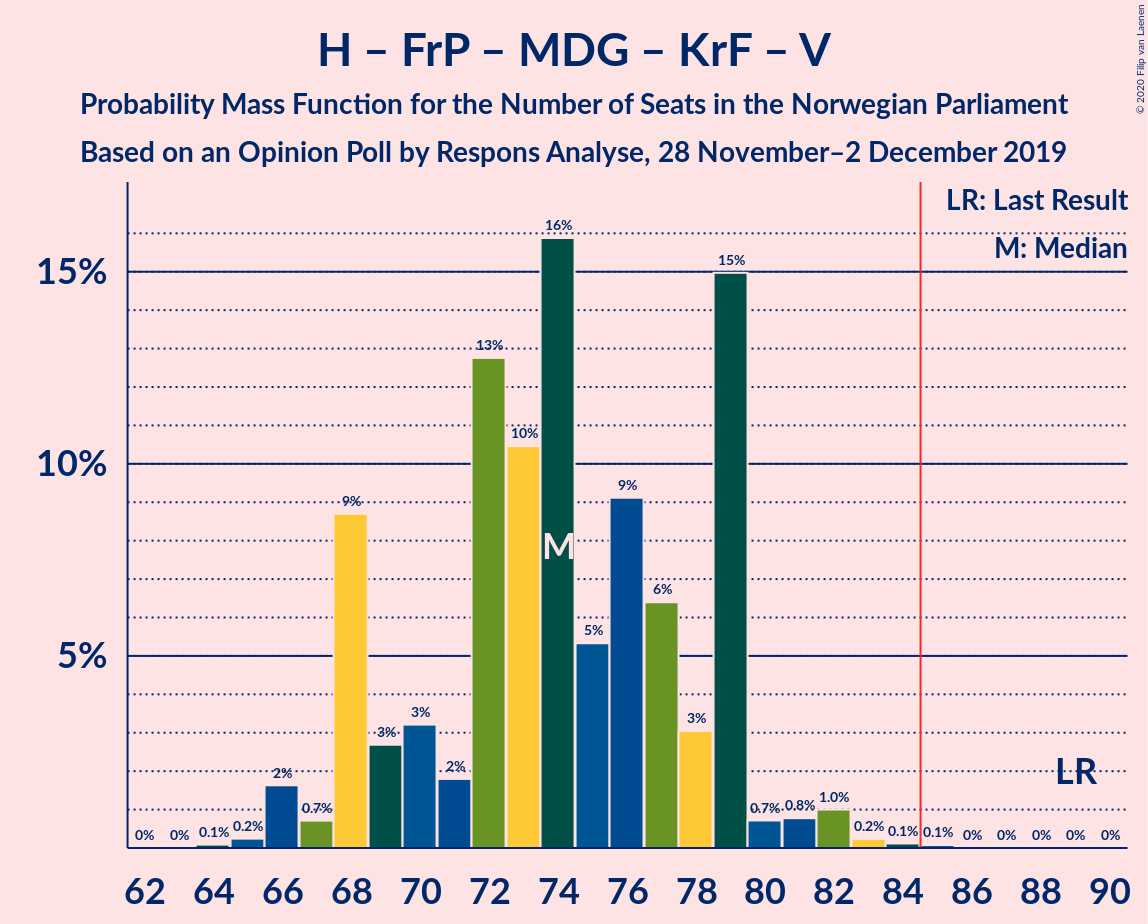 H – FrP – MDG – KrF – V
Probability Mass Function for the Number of Seats in the Norwegian Parliament
Based on an Opinion Poll by Respons Analyse, 28 November–2 December 2019
© 2020 Filip van Laenen
LR: Last Result
M: Median
15%
10%
5%
0% 0% 0.1% 0.2% 2% 0.7% 9% 3% 3% 2% 13% 10% 16% 5% 9% 6% 3% 15% 0.7% 0.8% 1.0% 0.2% 0.1% 0.1% 0% 0% 0% 0% 0%
M
LR
62 64 66 68 70 72 74 76 78 80 82 84 86 88 90